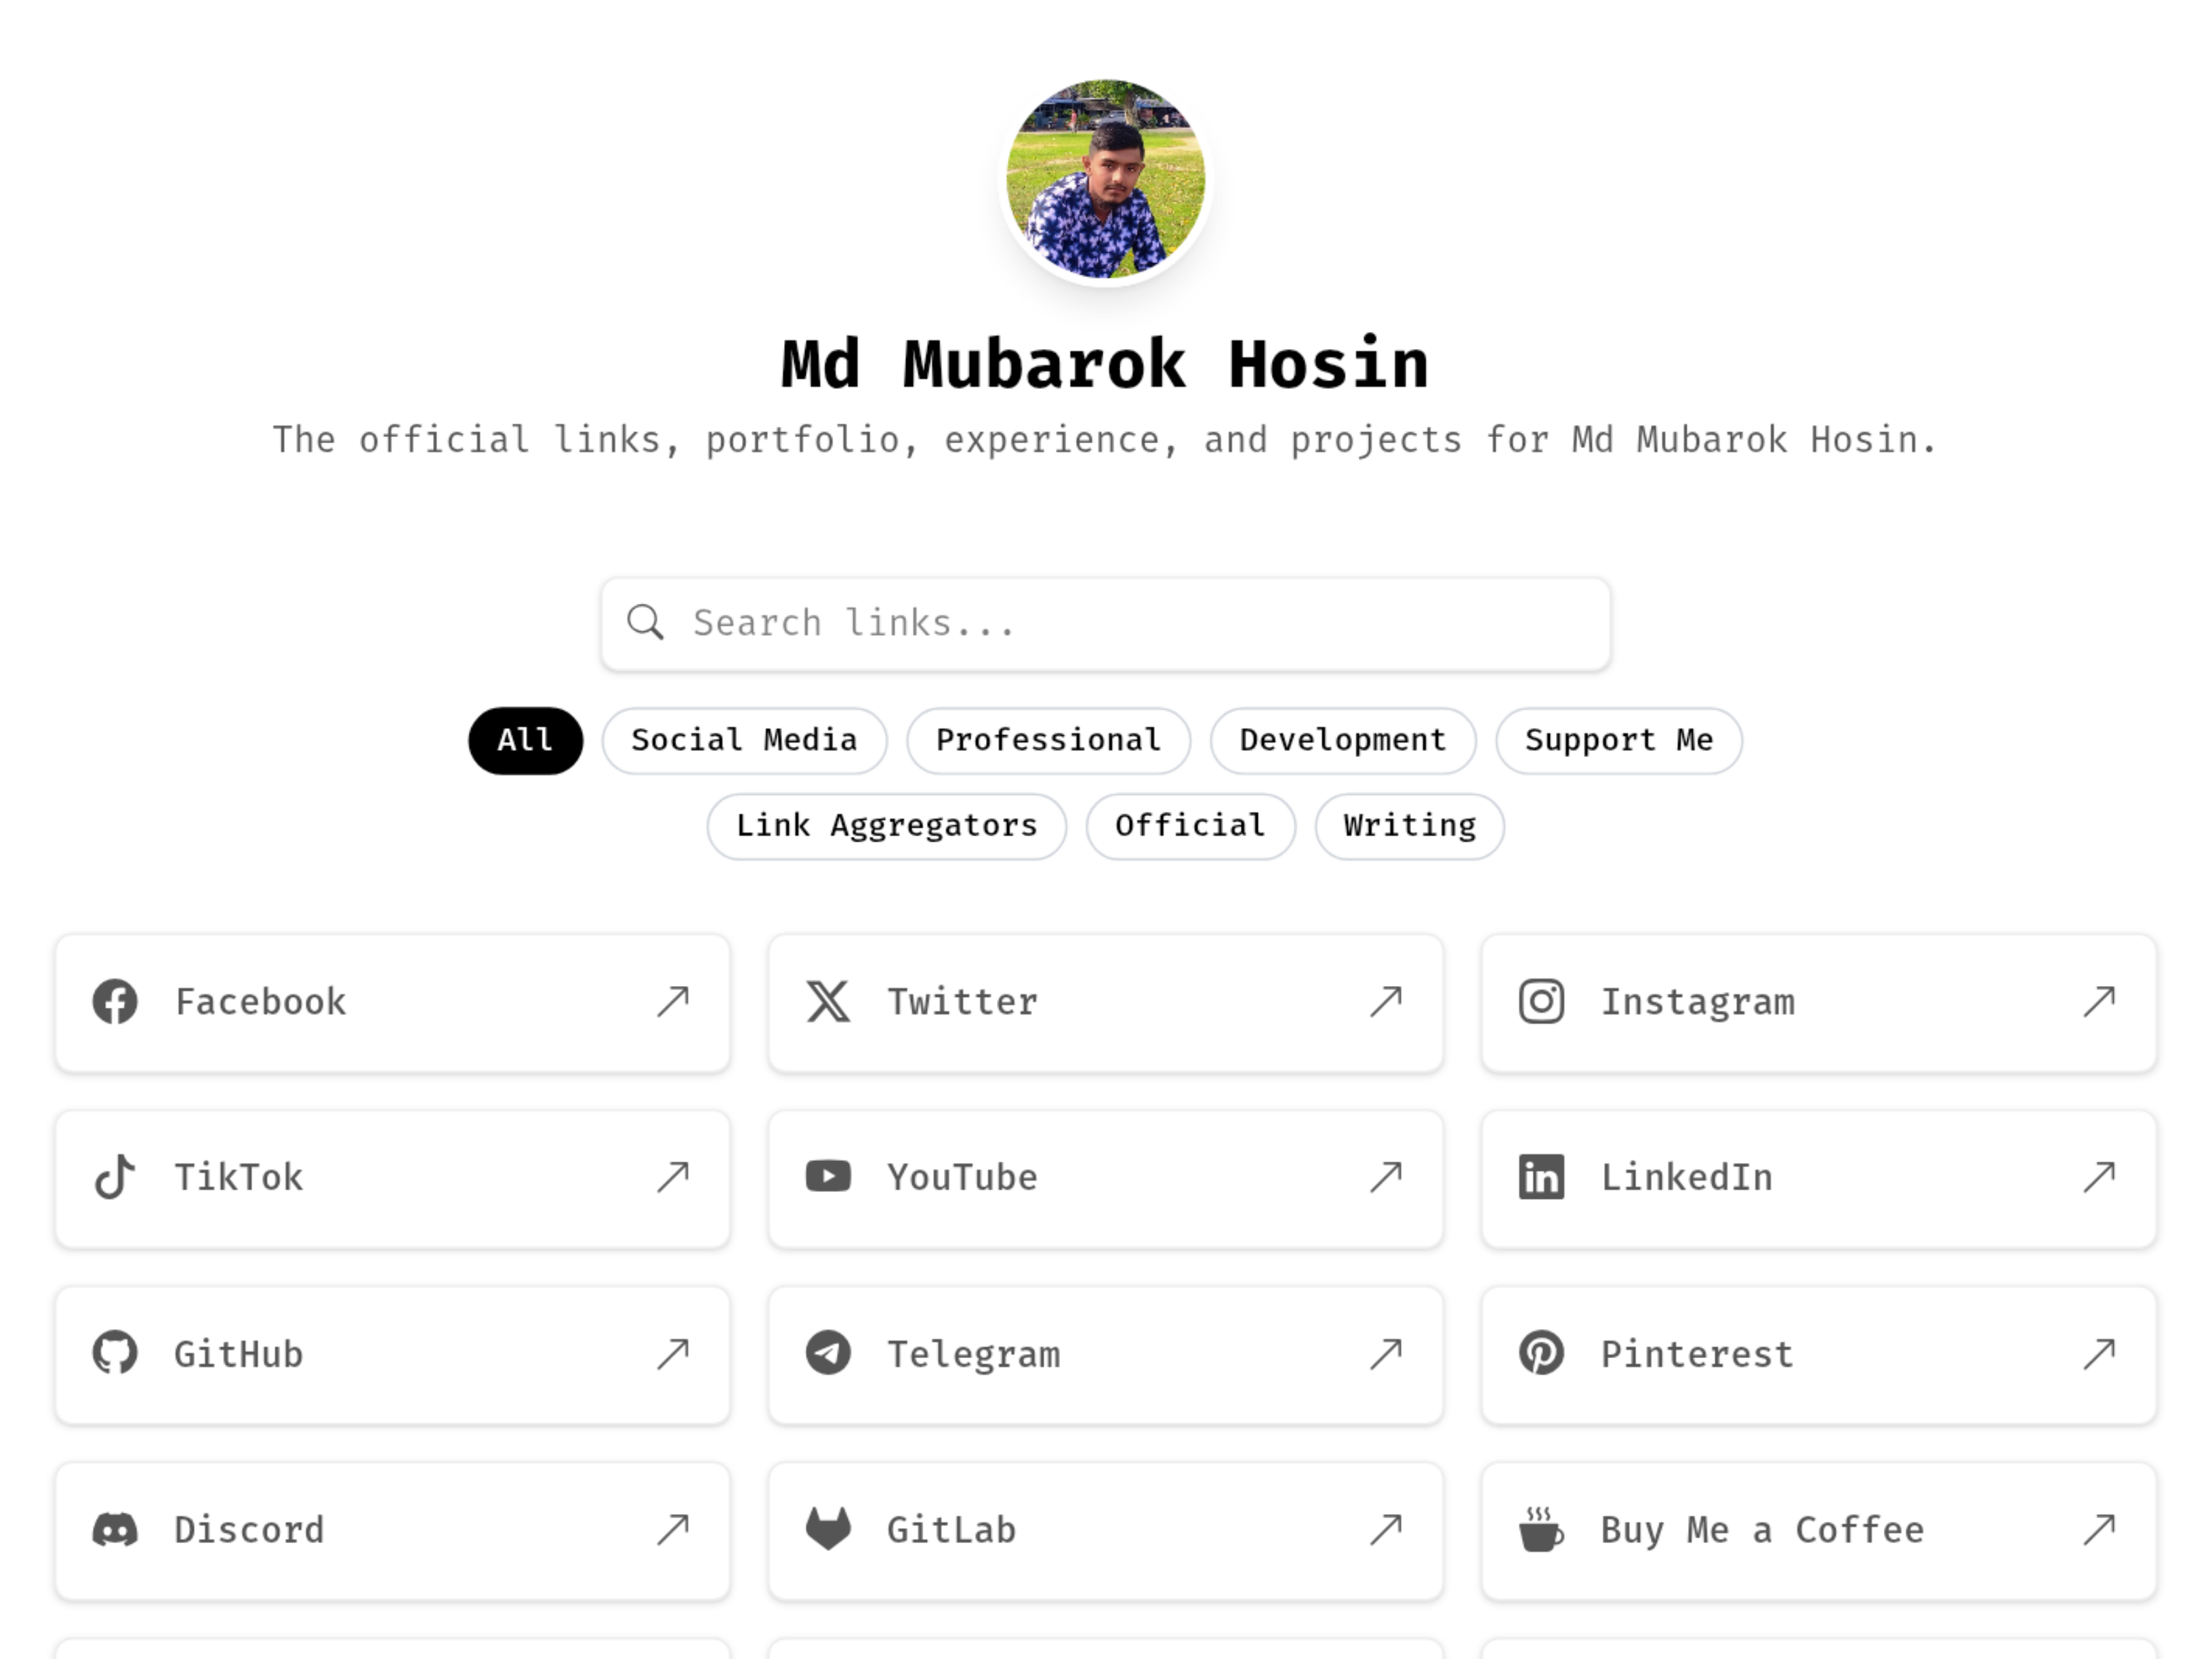 Md Mubarok Hosin
The official links, portfolio, experience, and projects for Md Mubarok Hosin.
Search links...
All Social Media Professional Development Support Me
Link Aggregators Official Writing
Facebook Twitter Instagram
TikTok YouTube LinkedIn
GitHub Telegram Pinterest
Discord GitLab Buy Me a Coffee